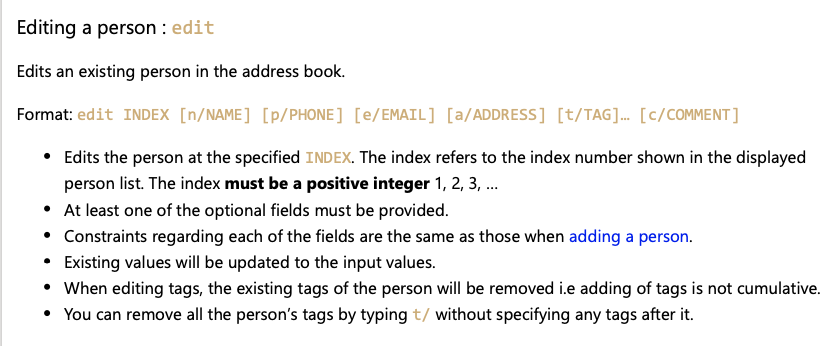 Editing a person : edit
Edits an existing person in the address book.
Format: edit INDEX [n/NAME] [p/PHONE] [e/EMAIL] [a/ADDRESS] [t/TAG]… [c/COMMENT]
• Edits the person at the specified INDEX. The index refers to the index number shown in the displayed
person list. The index must be a positive integer 1, 2, 3, …
• At least one of the optional fields must be provided.
• Constraints regarding each of the fields are the same as those when adding a person.
• Existing values will be updated to the input values.
• When editing tags, the existing tags of the person will be removed i.e adding of tags is not cumulative.
• You can remove all the person’s tags by typing t/ without specifying any tags after it.